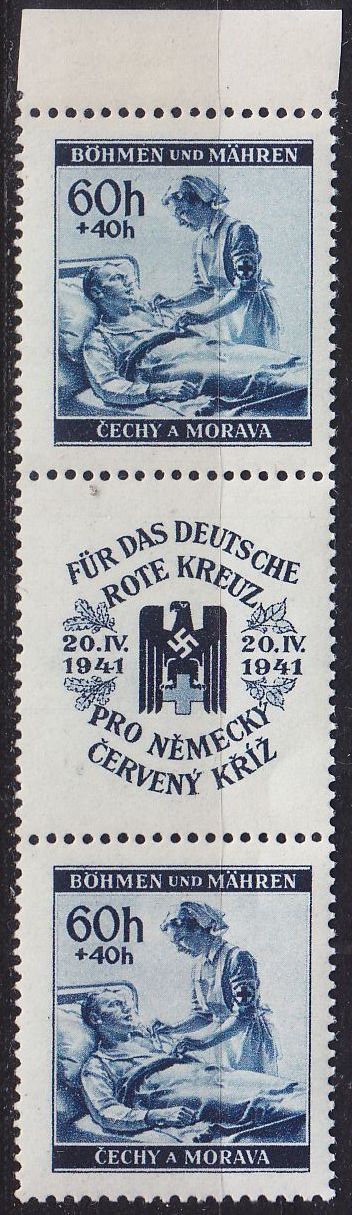 BÖHMEN UND MÄHREN
60h
+40h
ČECHY A MORAVA
FÜR DAS DEUTSCHE
ROTE KREUZ
20.IV. 20.IV.
1941 1941
PRO NĚMECKÝ
ČERVENÝ KŘÍŽ
BÖHMEN UND MÄHREN
60h
+40h
ČECHY A MORAVA